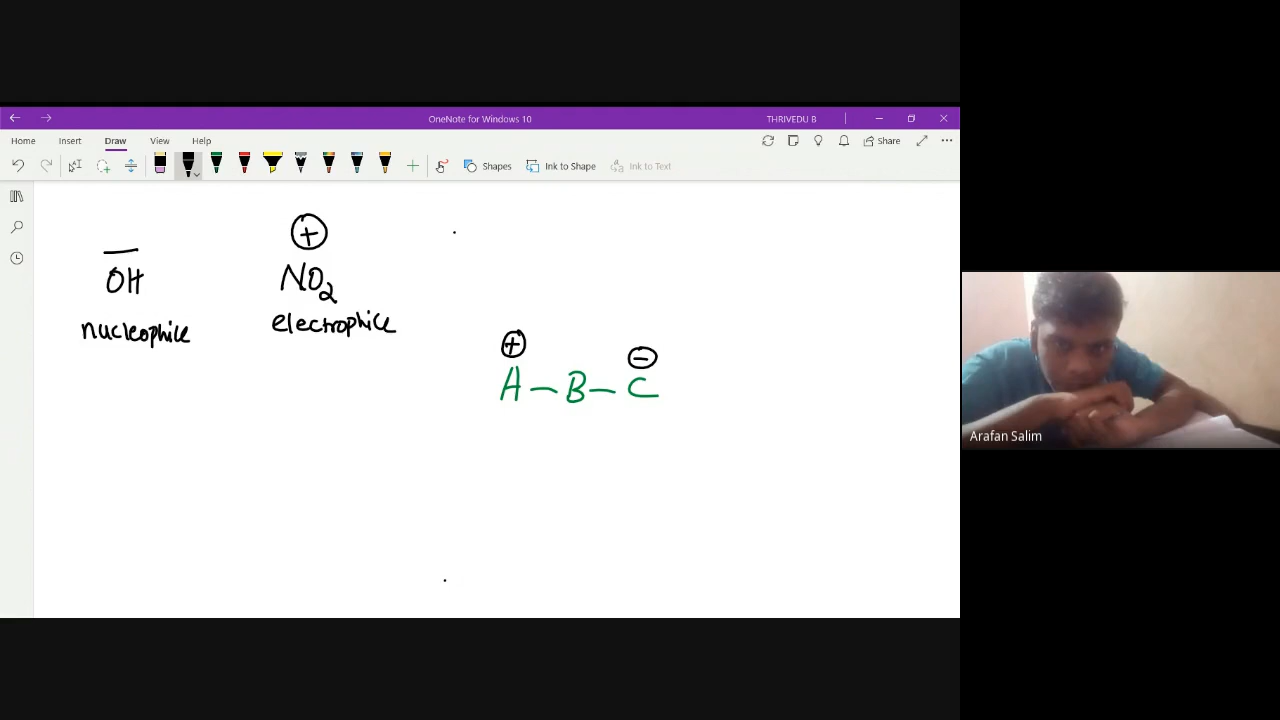 OneNote for Windows 10
THRIVEDU B
Home Insert Draw View Help
Share
Shapes Ink to Shape Ink to Text
OH
nucleophile
+
NO2
electrophile
+ −
A − B − C
Arafan Salim